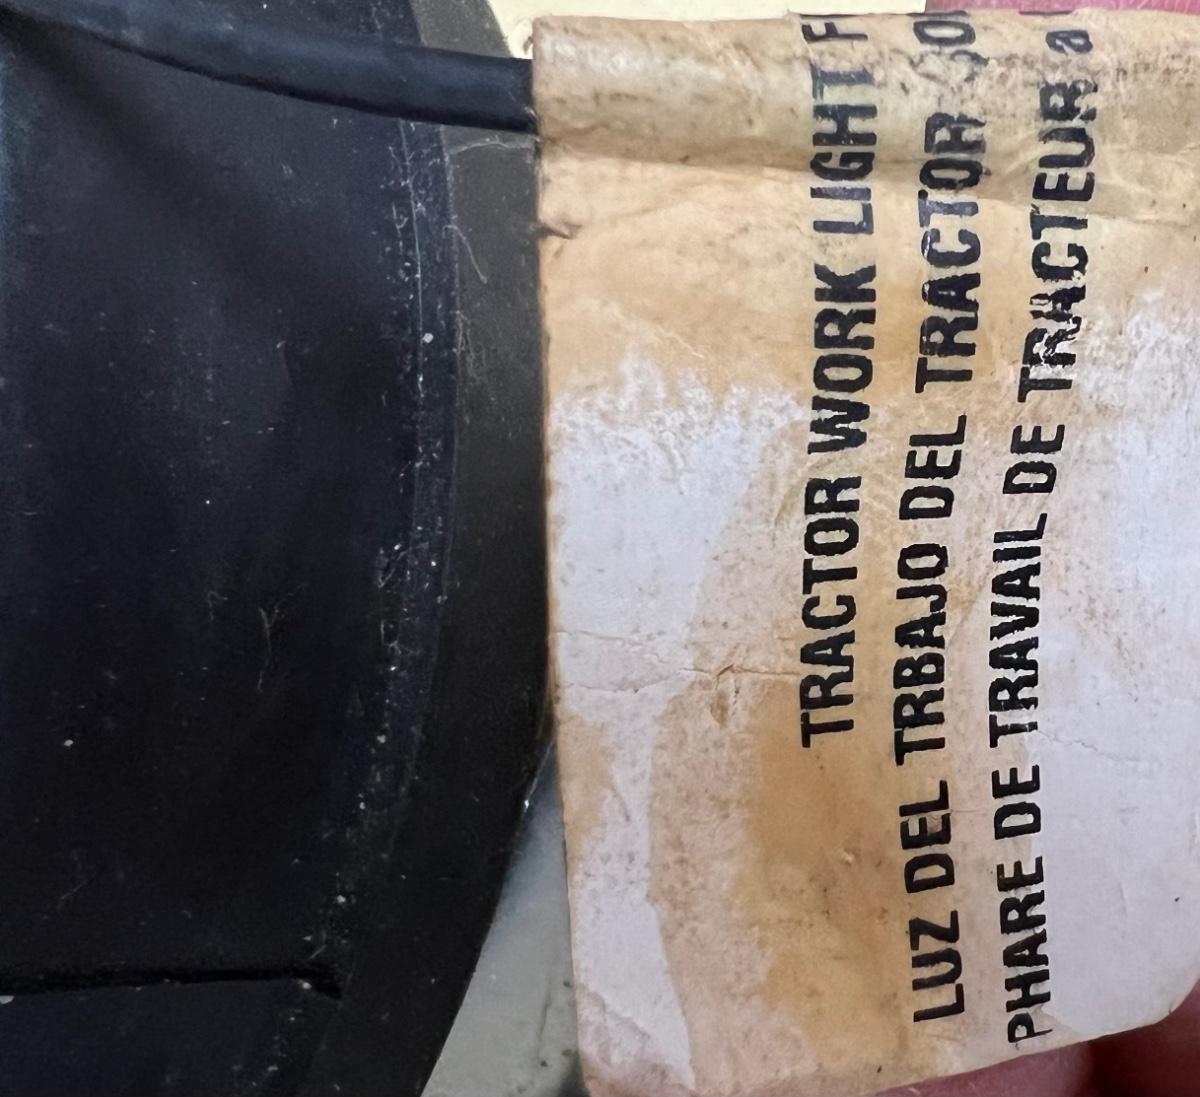 TRACTOR WORK LIGHT F
LUZ DEL TRBAJO DEL TRACTOR
PHARE DE TRAVAIL DE TRACTEUR a